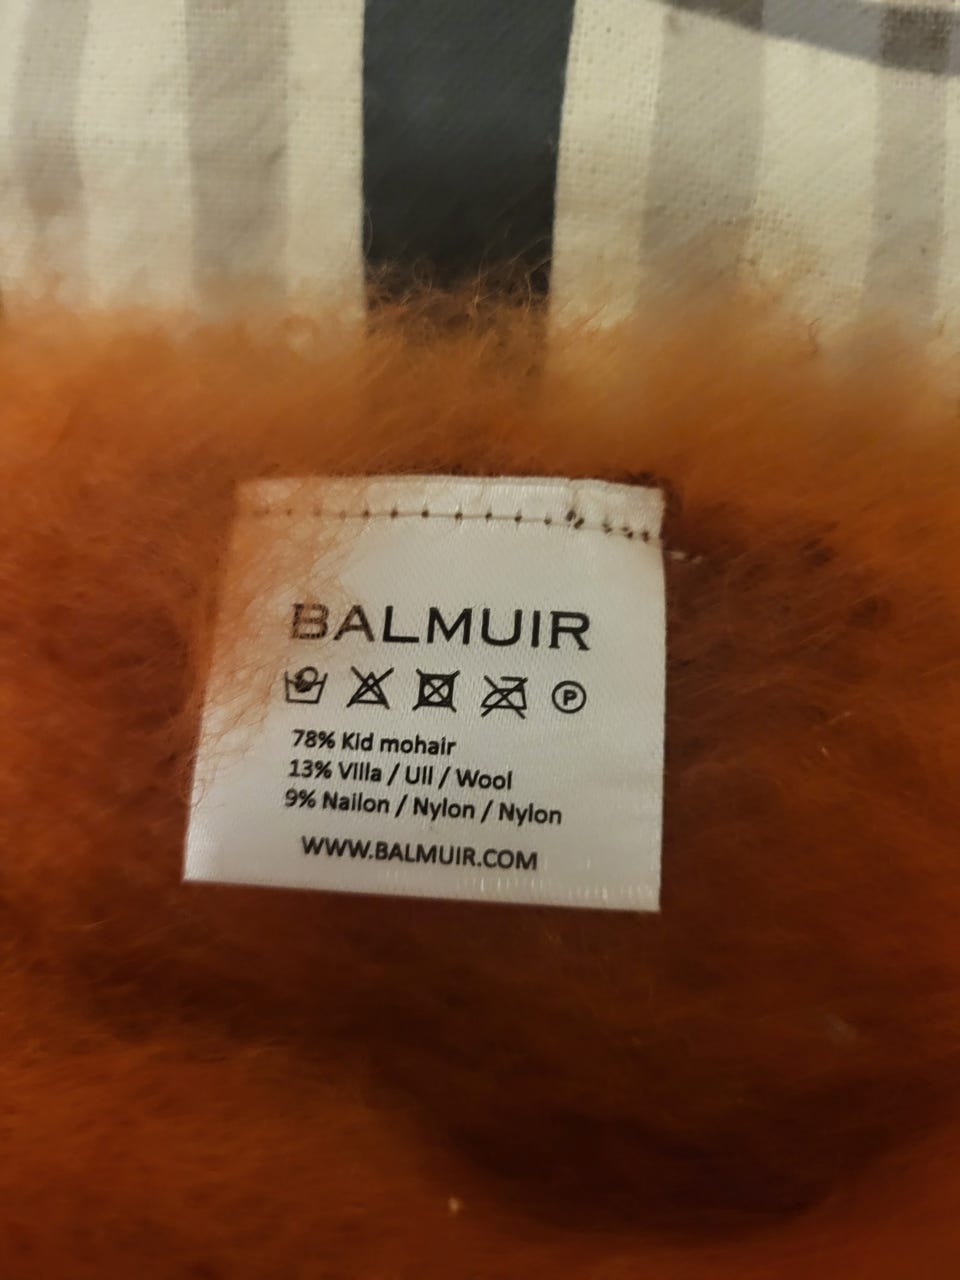 BALMUIR
P
78% Kid mohair
13% Villa / Ull / Wool
9% Nailon / Nylon / Nylon
WWW.BALMUIR.COM